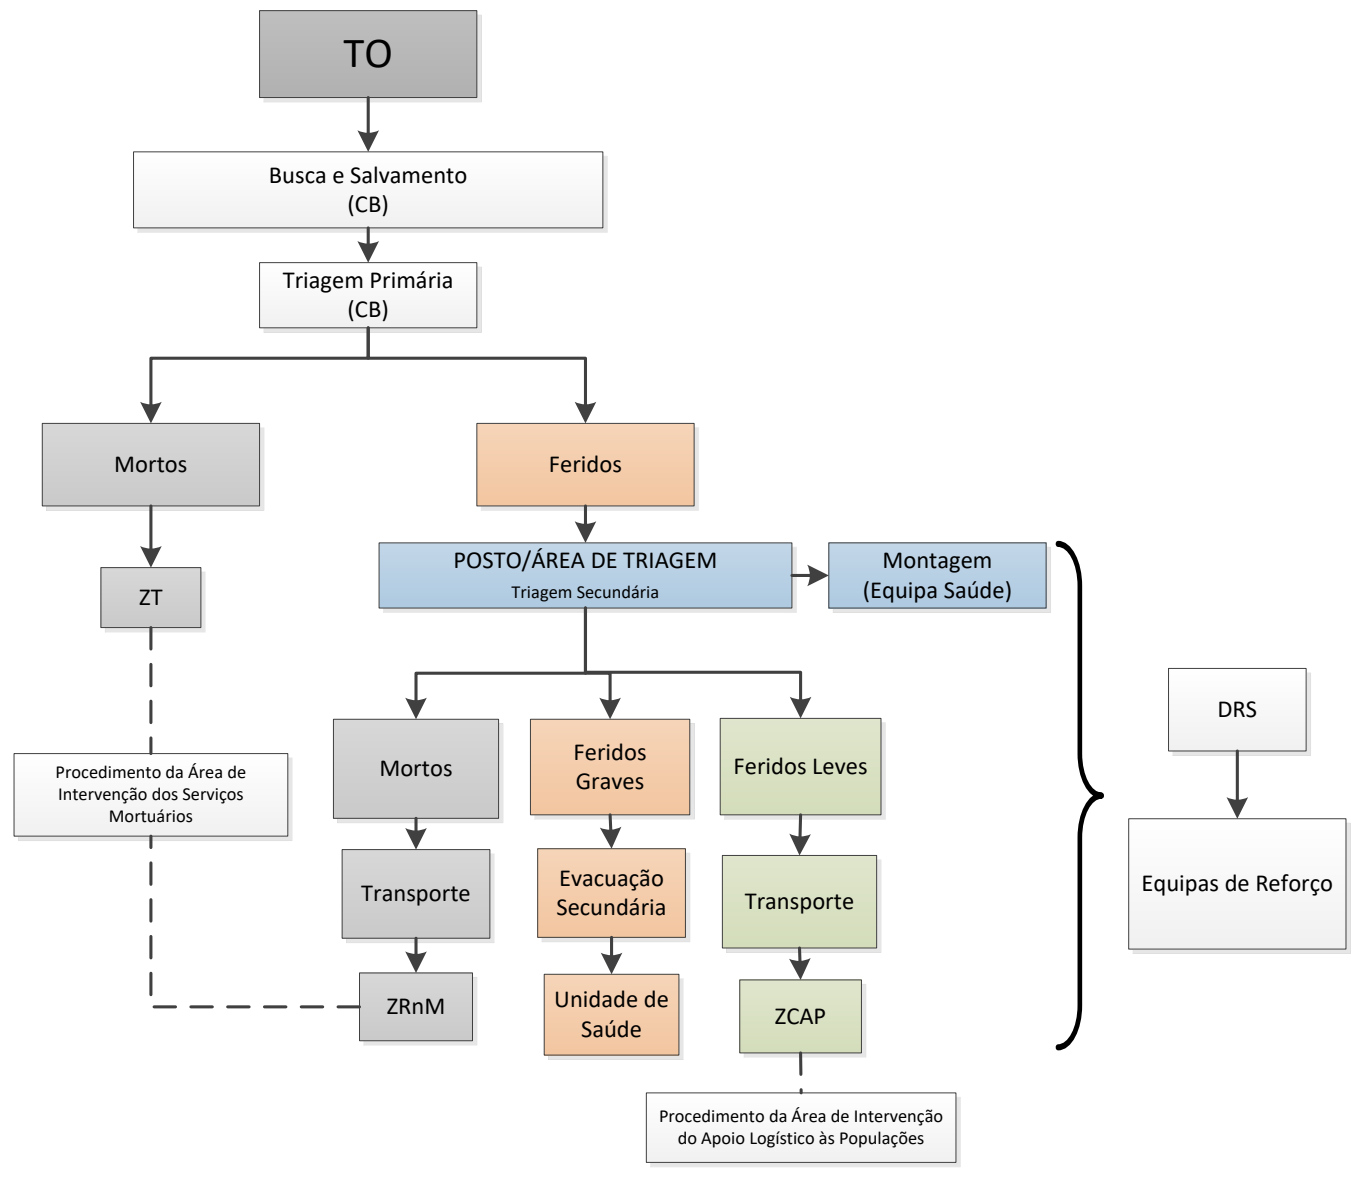 TO
Busca e Salvamento
(CB)
Triagem Primária
(CB)
Mortos
Feridos
POSTO/ÁREA DE TRIAGEM
Triagem Secundária
Montagem
(Equipa Saúde)
ZT
Procedimento da Área de
Intervenção dos Serviços
Mortuários
Mortos
Feridos
Graves
Feridos Leves
Transporte
Evacuação
Secundária
Transporte
ZRnM
Unidade de
Saúde
ZCAP
Procedimento da Área de Intervenção
do Apoio Logístico às Populações
DRS
Equipas de Reforço